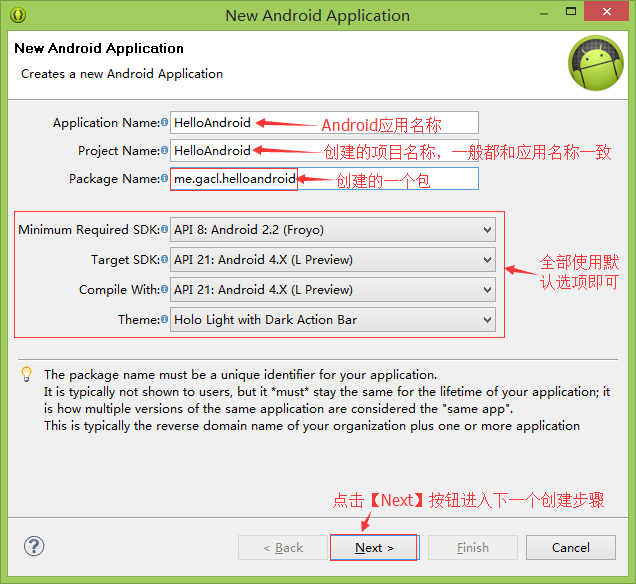 New Android Application
New Android Application
Creates a new Android Application
Application Name: HelloAndroid Android应用名称
Project Name: HelloAndroid 创建的项目名称，一般都和应用名称一致
Package Name: me.gacl.helloandroid 创建的一个包
Minimum Required SDK: API 8: Android 2.2 (Froyo)
Target SDK: API 21: Android 4.X (L Preview)
Compile With: API 21: Android 4.X (L Preview)
Theme: Holo Light with Dark Action Bar
全部使用默
认选项即可
The package name must be a unique identifier for your application.
It is typically not shown to users, but it *must* stay the same for the lifetime of your application; it
is how multiple versions of the same application are considered the "same app".
This is typically the reverse domain name of your organization plus one or more application
点击【Next】按钮进入下一个创建步骤
? < Back Next > Finish Cancel